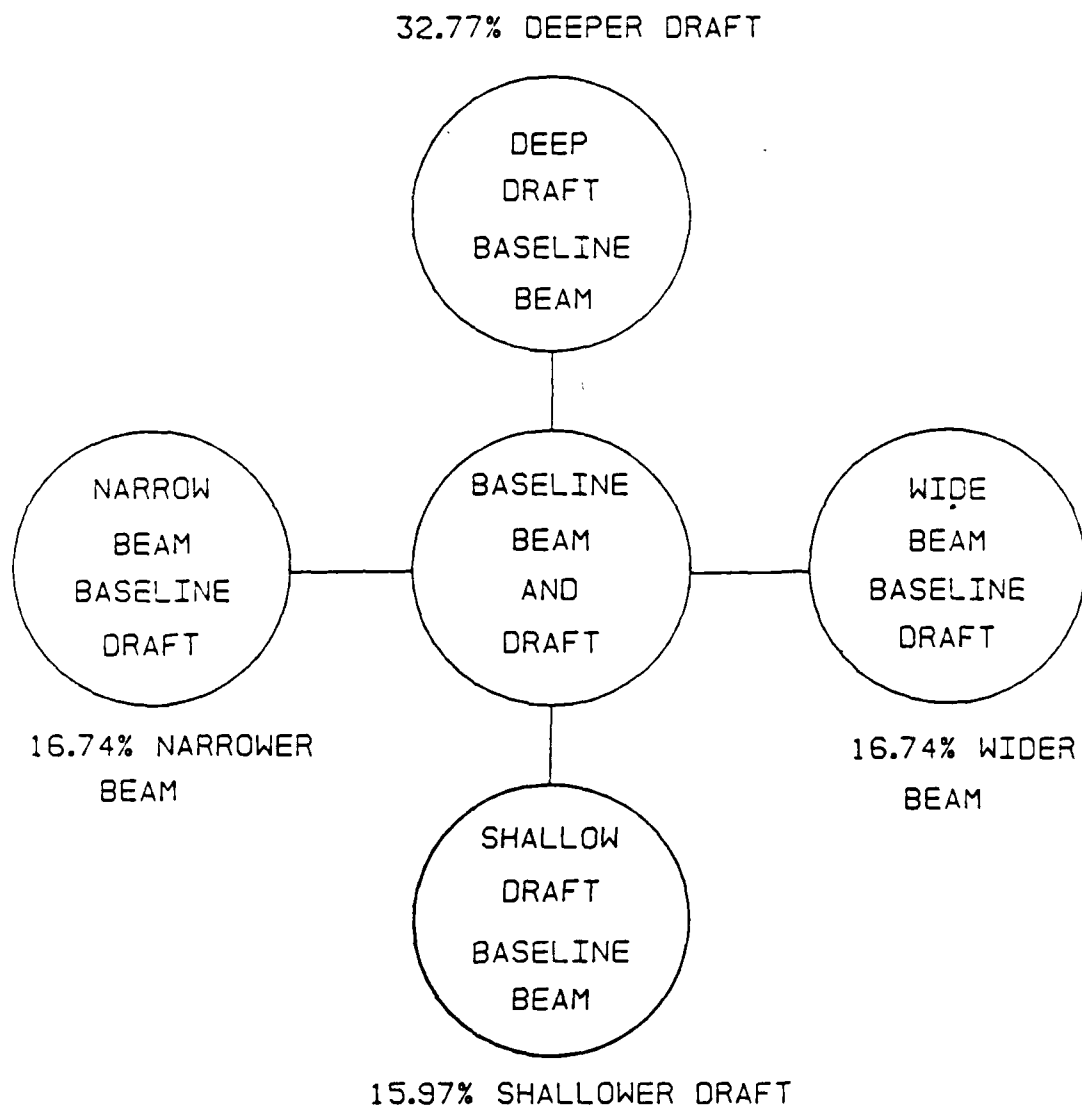 32.77% DEEPER DRAFT
DEEP
DRAFT
BASELINE
BEAM
NARROW
BEAM
BASELINE
DRAFT
16.74% NARROWER
BEAM
BASELINE
BEAM
AND
DRAFT
WIDE
BEAM
BASELINE
DRAFT
16.74% WIDER
BEAM
SHALLOW
DRAFT
BASELINE
BEAM
15.97% SHALLOWER DRAFT